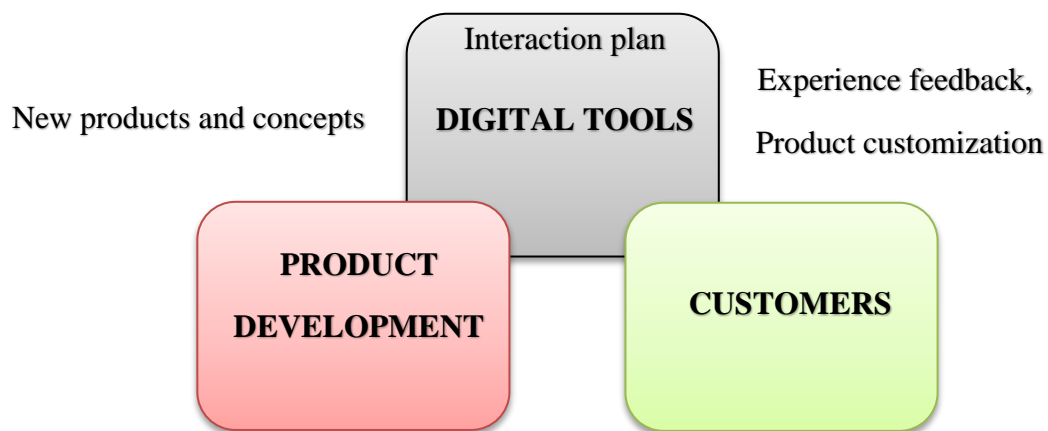 Interaction plan
DIGITAL TOOLS
New products and concepts
Experience feedback,
Product customization
PRODUCT
DEVELOPMENT
CUSTOMERS